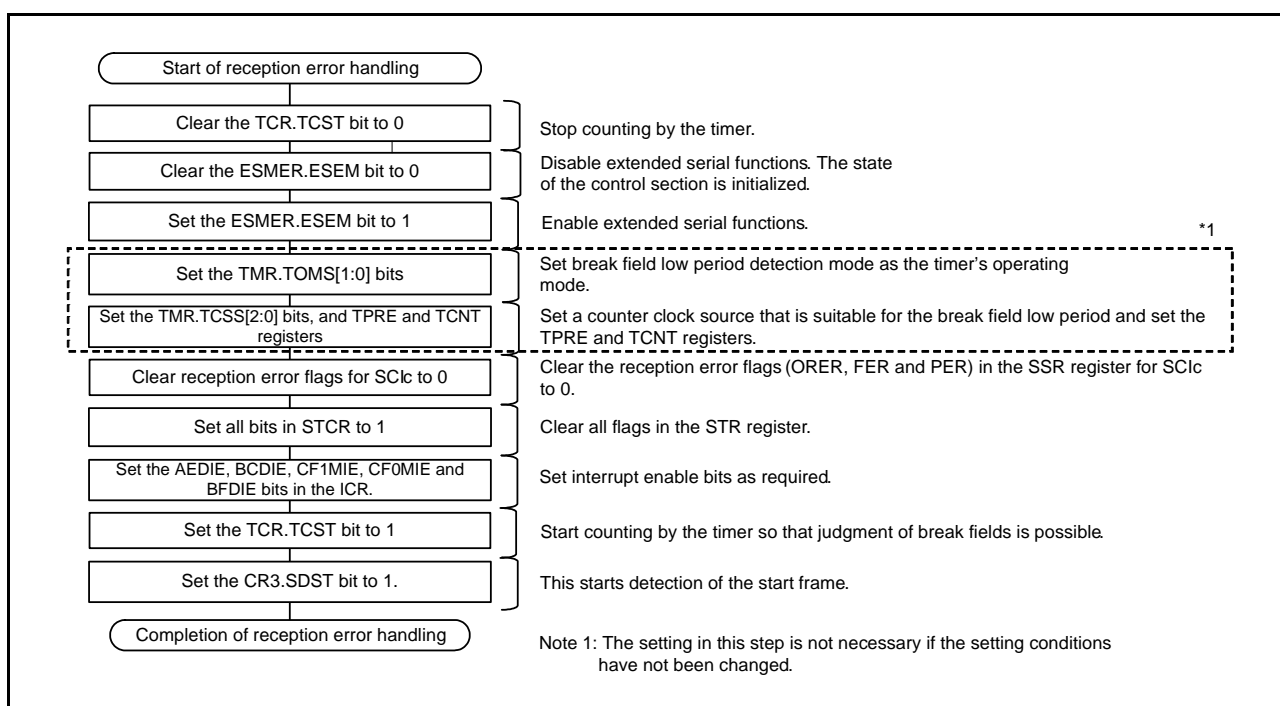 Start of reception error handling
Clear the TCR.TCST bit to 0
Stop counting by the timer.
Clear the ESMER.ESEM bit to 0
Disable extended serial functions. The state
of the control section is initialized.
Set the ESMER.ESEM bit to 1
Enable extended serial functions.
*1
Set the TMR.TOMS[1:0] bits
Set break field low period detection mode as the timer's operating
mode.
Set the TMR.TCSS[2:0] bits, and TPRE and TCNT
registers
Set a counter clock source that is suitable for the break field low period and set the
TPRE and TCNT registers.
Clear reception error flags for SCIc to 0
Clear the reception error flags (ORER, FER and PER) in the SSR register for SCIc
to 0.
Set all bits in STCR to 1
Clear all flags in the STR register.
Set the AEDIE, BCDIE, CF1MIE, CF0MIE and
BFDIE bits in the ICR.
Set interrupt enable bits as required.
Set the TCR.TCST bit to 1
Start counting by the timer so that judgment of break fields is possible.
Set the CR3.SDST bit to 1.
This starts detection of the start frame.
Completion of reception error handling
Note 1: The setting in this step is not necessary if the setting conditions
have not been changed.